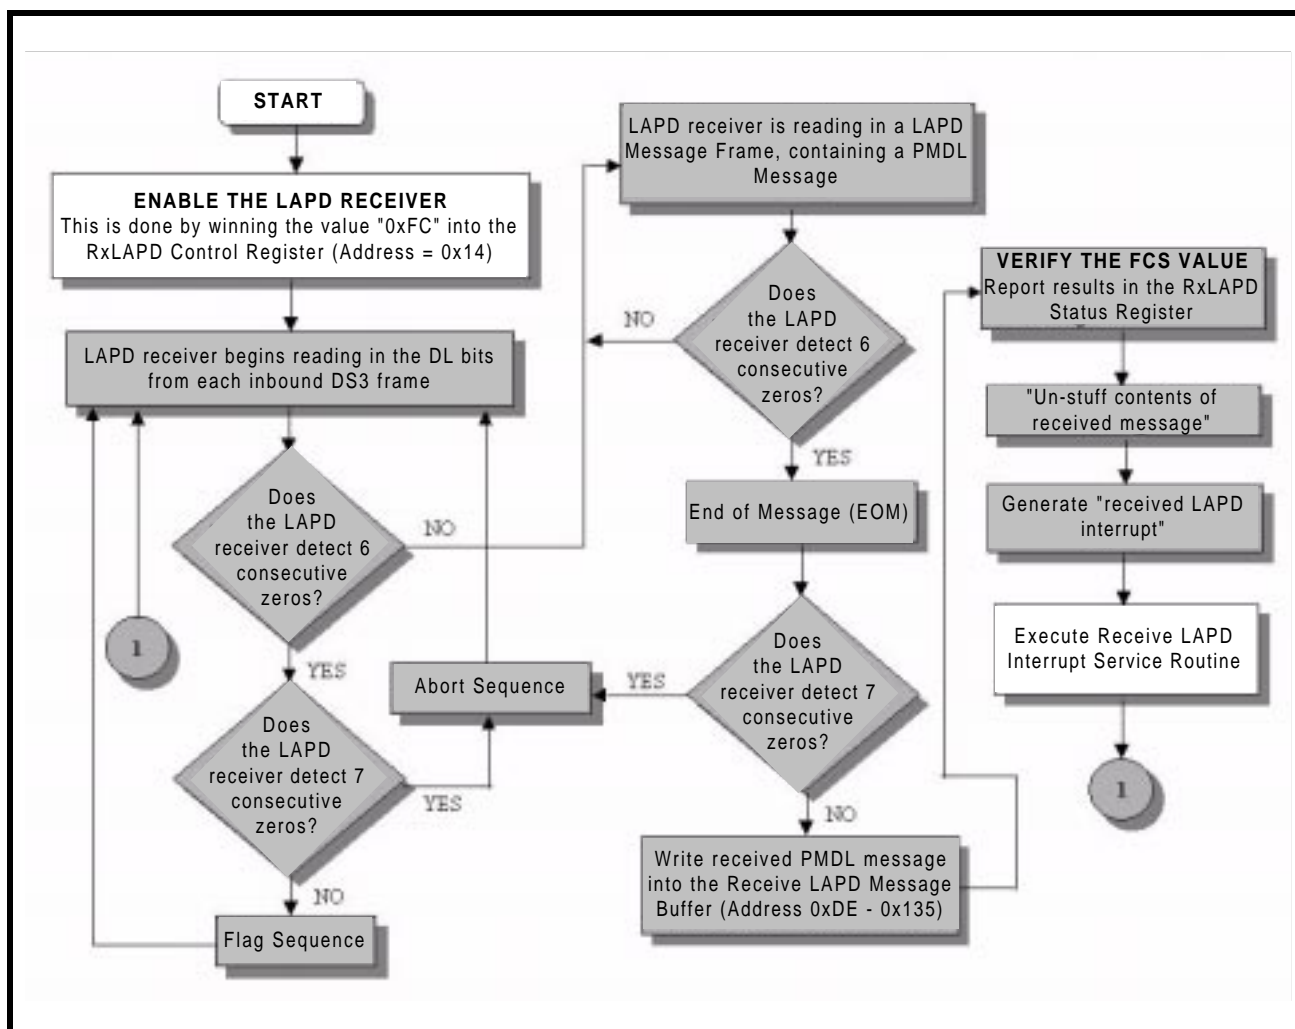 START
ENABLE THE LAPD RECEIVER
This is done by winning the value "0xFC" into the
RxLAPD Control Register (Address = 0x14)
LAPD receiver begins reading in the DL bits
from each inbound DS3 frame
Does
the LAPD
receiver detect 6
consecutive
zeros?
NO
YES
1
Does
the LAPD
receiver detect 7
consecutive
zeros?
YES
NO
Flag Sequence
Abort Sequence
LAPD receiver is reading in a LAPD
Message Frame, containing a PMDL
Message
Does
the LAPD
receiver detect 6
consecutive
zeros?
NO
YES
End of Message (EOM)
Does
the LAPD
receiver detect 7
consecutive
zeros?
YES
NO
Write received PMDL message
into the Receive LAPD Message
Buffer (Address 0xDE - 0x135)
VERIFY THE FCS VALUE
Report results in the RxLAPD
Status Register
"Un-stuff contents of
received message"
Generate "received LAPD
interrupt"
Execute Receive LAPD
Interrupt Service Routine
1